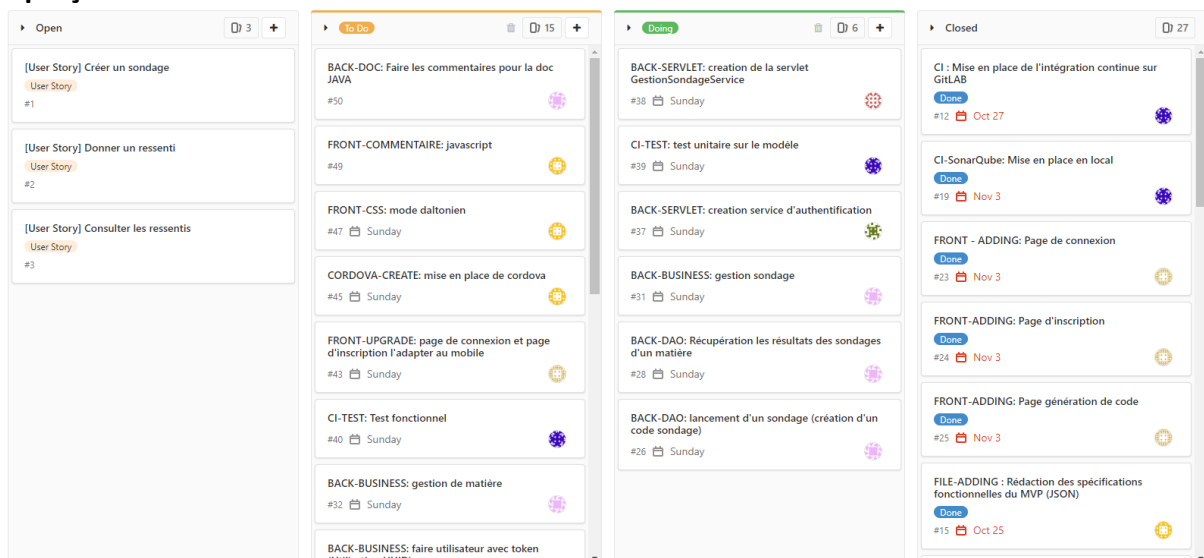 Open
3
[User Story] Créer un sondage
User Story
#1
[User Story] Donner un ressenti
User Story
#2
[User Story] Consulter les ressentis
User Story
#3
To Do
15
BACK-DOC: Faire les commentaires pour la doc
JAVA
#50
FRONT-COMMENTAIRE: javascript
#49
FRONT-CSS: mode daltonien
#47 Sunday
CORDOVA-CREATE: mise en place de cordova
#45 Sunday
FRONT-UPGRADE: page de connexion et page
d'inscription l'adapter au mobile
#43 Sunday
CI-TEST: Test fonctionnel
#40 Sunday
BACK-BUSINESS: gestion de matière
#32 Sunday
BACK-BUSINESS: faire utilisateur avec token
Doing
6
BACK-SERVLET: creation de la servlet
GestionSondageService
#38 Sunday
CI-TEST: test unitaire sur le modèle
#39 Sunday
BACK-SERVLET: creation service d'authentification
#37 Sunday
BACK-BUSINESS: gestion sondage
#31 Sunday
BACK-DAO: Récupération les résultats des sondages
d'un matière
#28 Sunday
BACK-DAO: lancement d'un sondage (création d'un
code sondage)
#26 Sunday
Closed
27
CI : Mise en place de l'intégration continue sur
GitLAB
Done
#12 Oct 27
CI-SonarQube: Mise en place en local
Done
#19 Nov 3
FRONT - ADDING: Page de connexion
Done
#23 Nov 3
FRONT-ADDING: Page d'inscription
Done
#24 Nov 3
FRONT-ADDING: Page génération de code
Done
#25 Nov 3
FILE-ADDING : Rédaction des spécifications
fonctionnelles du MVP (JSON)
Done
#15 Oct 25